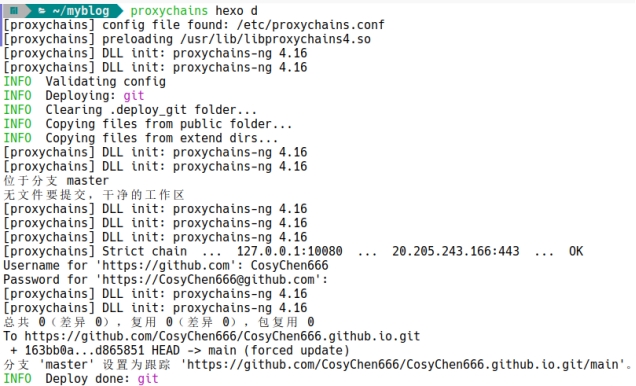 ~/myblog proxychains hexo d
[proxychains] config file found: /etc/proxychains.conf
[proxychains] preloading /usr/lib/libproxychains4.so
[proxychains] DLL init: proxychains-ng 4.16
[proxychains] DLL init: proxychains-ng 4.16
INFO  Validating config
INFO  Deploying: git
INFO  Clearing .deploy_git folder...
INFO  Copying files from public folder...
INFO  Copying files from extend dirs...
[proxychains] DLL init: proxychains-ng 4.16
[proxychains] DLL init: proxychains-ng 4.16
位于分支 master
无文件要提交，干净的工作区
[proxychains] DLL init: proxychains-ng 4.16
[proxychains] DLL init: proxychains-ng 4.16
[proxychains] DLL init: proxychains-ng 4.16
[proxychains] Strict chain  ...  127.0.0.1:10080  ...  20.205.243.166:443  ...  OK
Username for 'https://github.com': CosyChen666
Password for 'https://CosyChen666@github.com':
[proxychains] DLL init: proxychains-ng 4.16
[proxychains] DLL init: proxychains-ng 4.16
总共 0（差异 0），复用 0（差异 0），包复用 0
To https://github.com/CosyChen666/CosyChen666.github.io.git
 + 163bb0a...d865851 HEAD -> main (forced update)
分支 'master' 设置为跟踪 'https://github.com/CosyChen666/CosyChen666.github.io.git/main'。
INFO  Deploy done: git